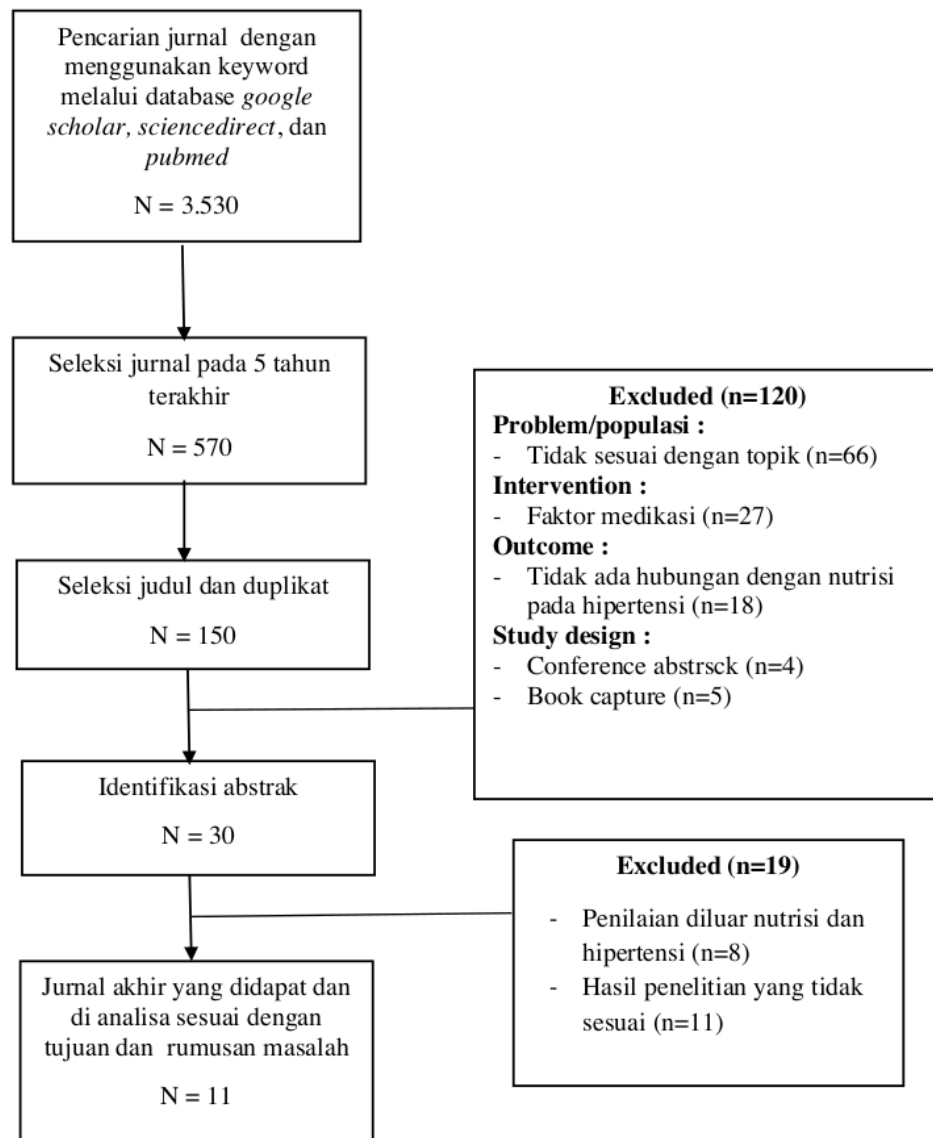 Pencarian jurnal dengan
menggunakan keyword
melalui database google
scholar, sciencedirect, dan
pubmed
N = 3.530
Seleksi jurnal pada 5 tahun
terakhir
N = 570
Seleksi judul dan duplikat
N = 150
Excluded (n=120)
Problem/populasi :
- Tidak sesuai dengan topik (n=66)
Intervention :
- Faktor medikasi (n=27)
Outcome :
- Tidak ada hubungan dengan nutrisi
pada hipertensi (n=18)
Study design :
- Conference abstrsck (n=4)
- Book capture (n=5)
Identifikasi abstrak
N = 30
Excluded (n=19)
- Penilaian diluar nutrisi dan
hipertensi (n=8)
- Hasil penelitian yang tidak
sesuai (n=11)
Jurnal akhir yang didapat dan
di analisa sesuai dengan
tujuan dan rumusan masalah
N = 11